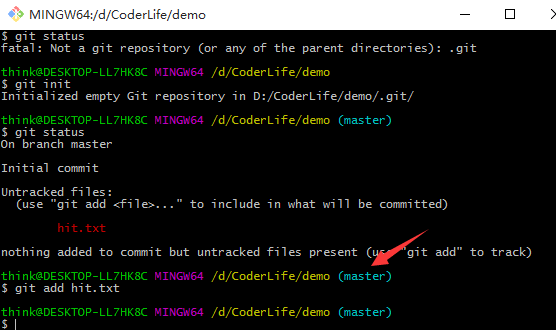 MINGW64:/d/CoderLife/demo
$ git status
fatal: Not a git repository (or any of the parent directories): .git
think@DESKTOP-LL7HK8C MINGW64 /d/CoderLife/demo
$ git init
Initialized empty Git repository in D:/CoderLife/demo/.git/
think@DESKTOP-LL7HK8C MINGW64 /d/CoderLife/demo (master)
$ git status
On branch master
Initial commit
Untracked files:
(use "git add <file>..." to include in what will be committed)
hit.txt
nothing added to commit but untracked files present (use "git add" to track)
think@DESKTOP-LL7HK8C MINGW64 /d/CoderLife/demo (master)
$ git add hit.txt
think@DESKTOP-LL7HK8C MINGW64 /d/CoderLife/demo (master)
$